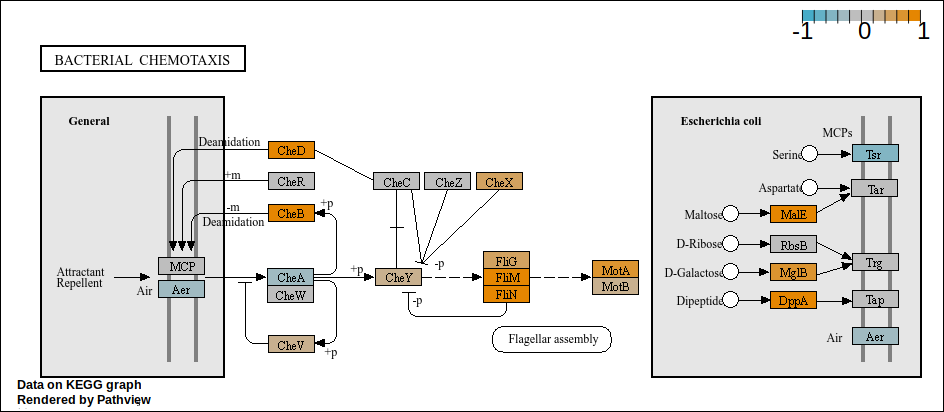 -1 0 1
BACTERIAL CHEMOTAXIS
General
Deamidation
CheD
+m
CheR
-m
CheB
+p
Deamidation
MCP
Attractant
Repellent
Air
Aer
CheA
CheW
+p
CheV
+p
CheC
CheZ
CheX
-p
CheY
-p
FliG
FliM
FliN
MotA
MotB
Flagellar assembly
Escherichia coli
MCPs
Serine
Tsr
Aspartate
Tar
Maltose
MalE
D-Ribose
RbsB
Trg
D-Galactose
MglB
Dipeptide
DppA
Tap
Air
Aer
Data on KEGG graph
Rendered by Pathview